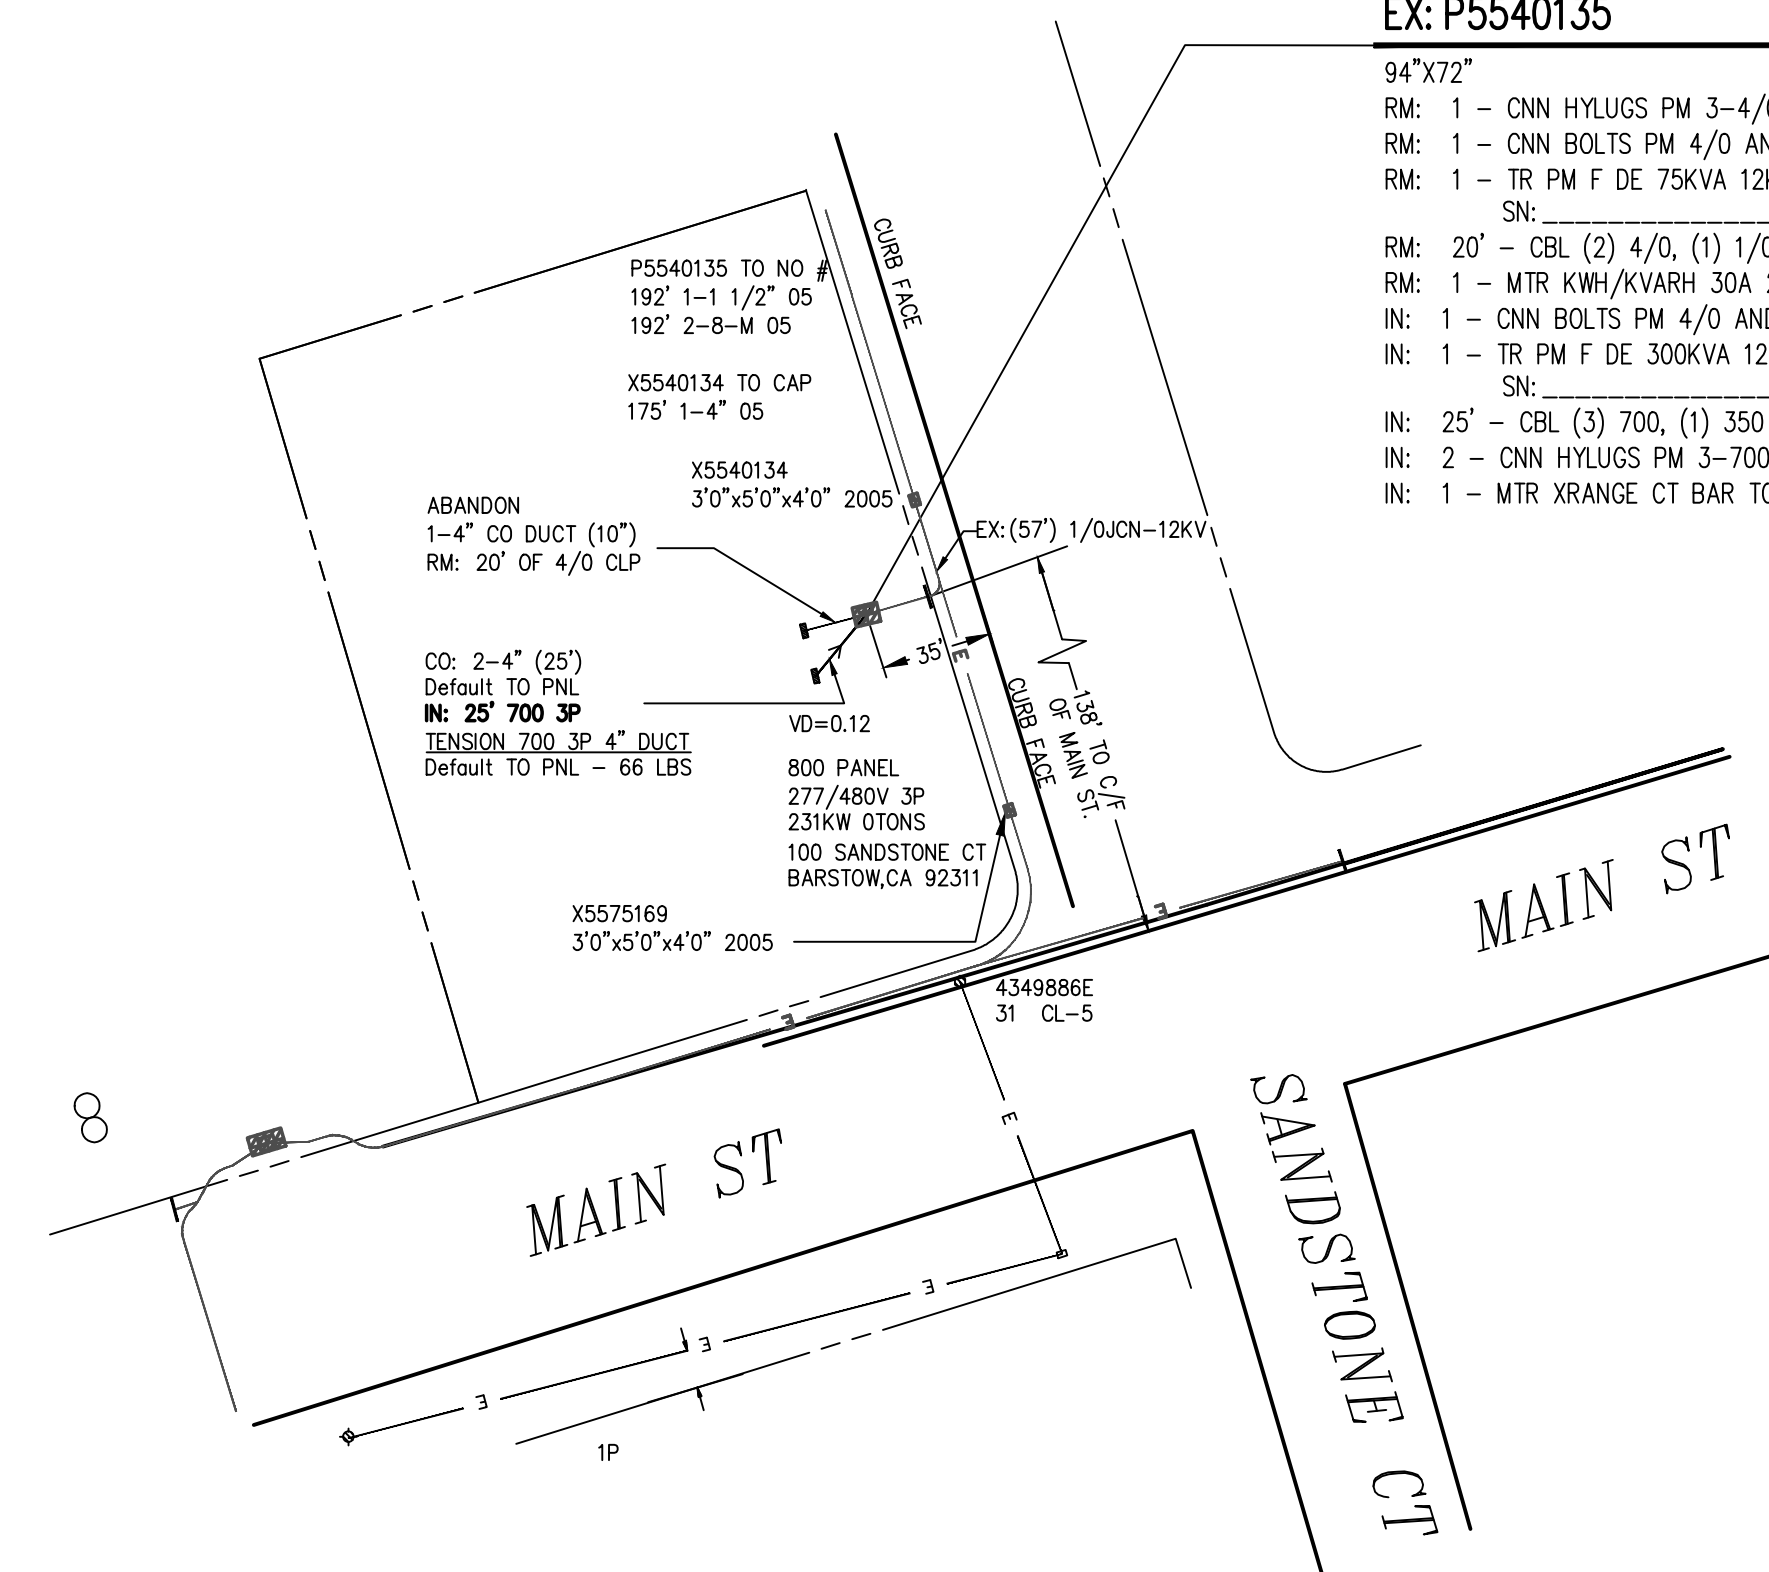 EX: P5540135
94"X72"
RM: 1 - CNN HYLUGS PM 3-4/0
RM: 1 - CNN BOLTS PM 4/0 AN
RM: 1 - TR PM F DE 75KVA 12K
SN:_______________
RM: 20' - CBL (2) 4/0, (1) 1/0
RM: 1 - MTR KWH/KVARH 30A 2
IN: 1 - CNN BOLTS PM 4/0 AND
IN: 1 - TR PM F DE 300KVA 12
SN:_______________
IN: 25' - CBL (3) 700, (1) 350
IN: 2 - CNN HYLUGS PM 3-700
IN: 1 - MTR XRANGE CT BAR TO
CURB FACE
P5540135 TO NO #
192' 1-1 1/2" 05
192' 2-8-M 05
X5540134 TO CAP
175' 1-4" 05
X5540134
3'0"x5'0"x4'0" 2005
ABANDON
1-4" CO DUCT (10")
RM: 20' OF 4/0 CLP
EX:(57') 1/0JCN-12KV
35'
E
CO: 2-4" (25')
Default TO PNL
IN: 25' 700 3P
TENSION 700 3P 4" DUCT
Default TO PNL - 66 LBS
VD=0.12
CURB FACE
138' TO C/F
OF MAIN ST.
800 PANEL
277/480V 3P
231KW 0TONS
100 SANDSTONE CT
BARSTOW,CA 92311
X5575169
3'0"x5'0"x4'0" 2005
E
MAIN ST
4349886E
31 CL-5
E
8
E
MAIN ST
SANDSTONE CT
E
E
E
1P